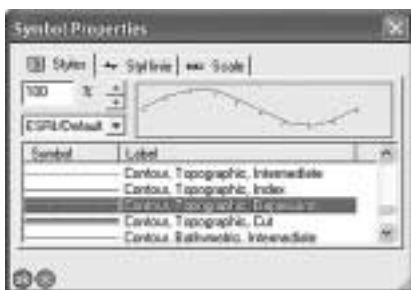 Symbol Properties
Styles Styl linie Scale
100 %
ESRI/Default
Symbol Label
Contour, Topographic, Intermediate
Contour, Topographic, Index
Contour, Topographic, Depression
Contour, Topographic, Cut
Contour, Bathymetric, Intermediate